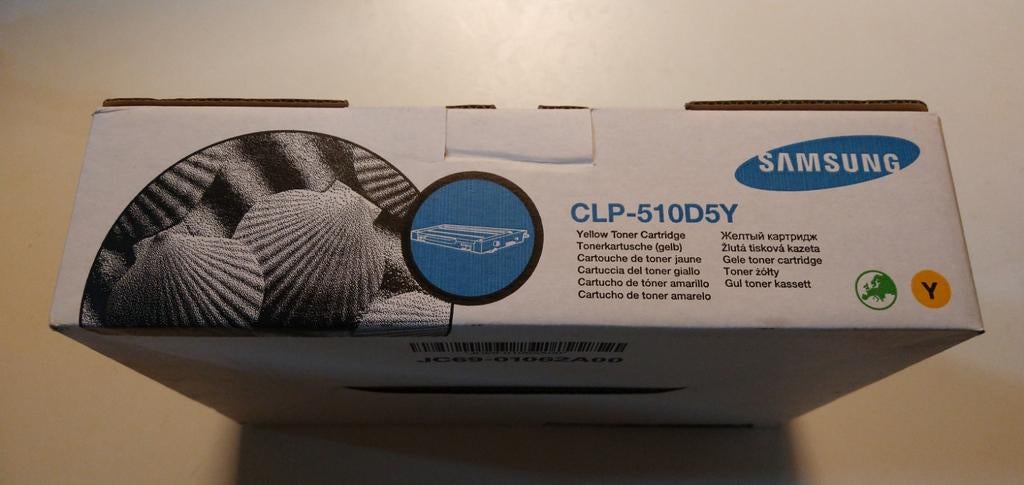 SAMSUNG
CLP-510D5Y
Yellow Toner Cartridge
Tonerkartusche (gelb)
Cartouche de toner jaune
Cartuccia del toner giallo
Cartucho de tóner amarillo
Cartucho de toner amarelo
Желтый картридж
Žlutá tisková kazeta
Gele toner cartridge
Toner żółty
Gul toner kassett
Y
JC69-01062A00